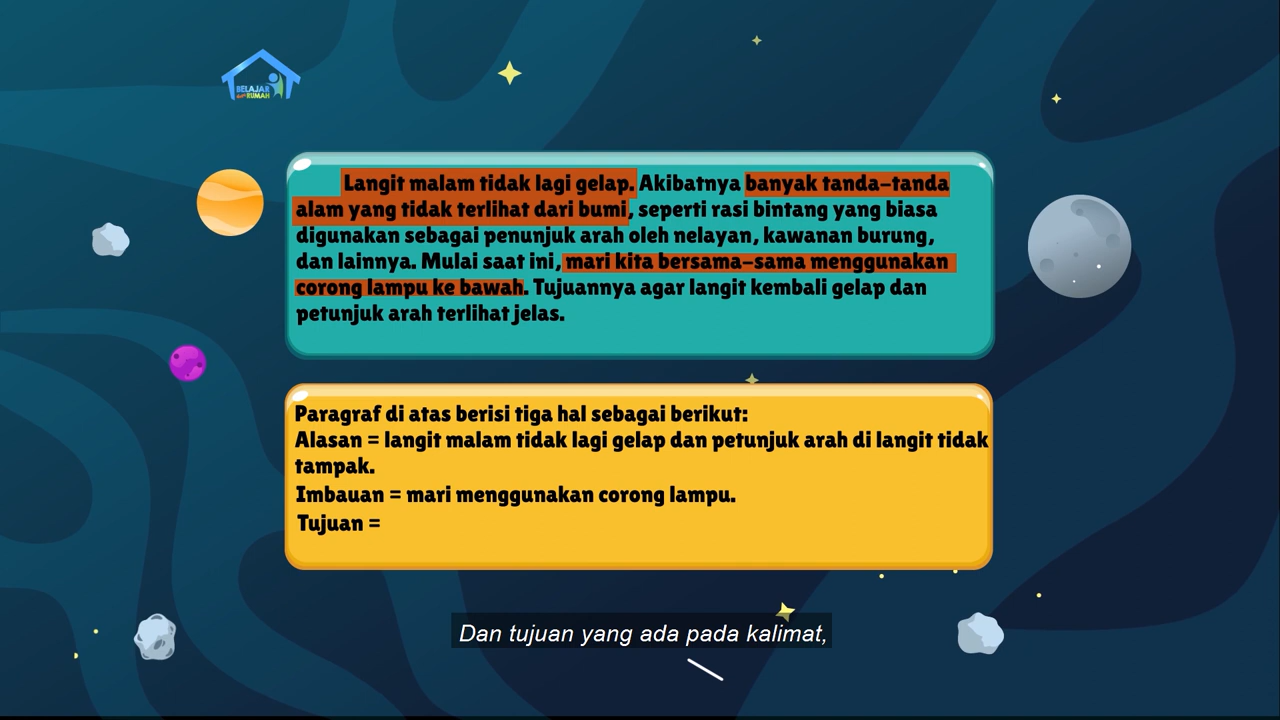 BELAJAR
dari RUMAH
Langit malam tidak lagi gelap. Akibatnya banyak tanda-tanda
alam yang tidak terlihat dari bumi, seperti rasi bintang yang biasa
digunakan sebagai penunjuk arah oleh nelayan, kawanan burung,
dan lainnya. Mulai saat ini, mari kita bersama-sama menggunakan
corong lampu ke bawah. Tujuannya agar langit kembali gelap dan
petunjuk arah terlihat jelas.
Paragraf di atas berisi tiga hal sebagai berikut:
Alasan = langit malam tidak lagi gelap dan petunjuk arah di langit tidak
tampak.
Imbauan = mari menggunakan corong lampu.
Tujuan =
Dan tujuan yang ada pada kalimat,